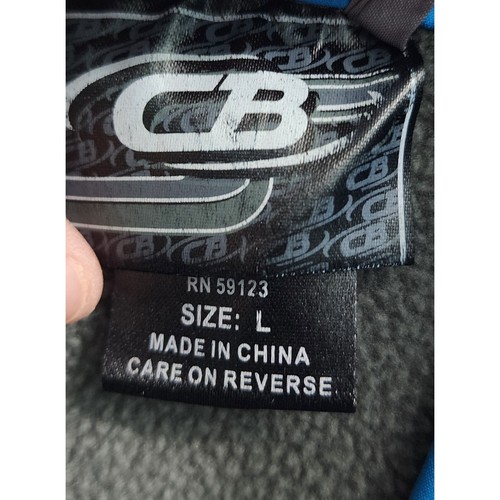 CB
RN 59123
SIZE: L
MADE IN CHINA
CARE ON REVERSE